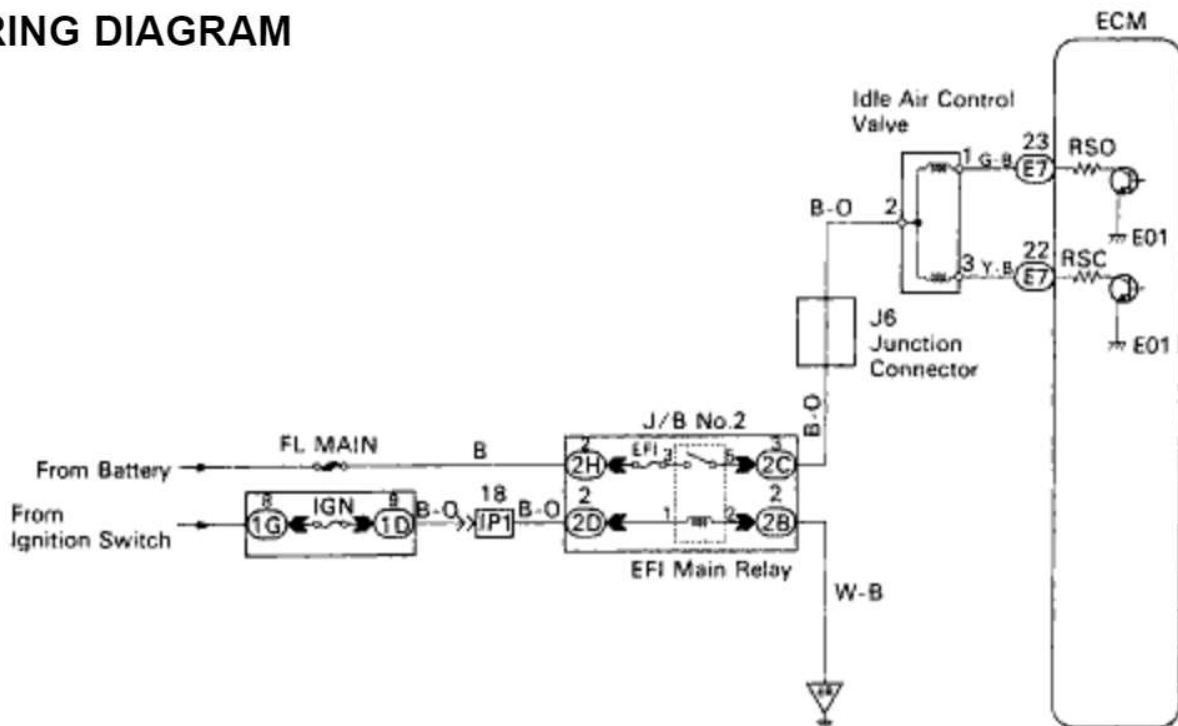 RING DIAGRAM
ECM
Idle Air Control
Valve
1 G-B
23
E7
RSO
E01
B-O
2
3 Y-B
22
E7
RSC
E01
J6
Junction
Connector
B-O
J/B No.2
FL MAIN
B
From Battery
2
2H
EFI
3
5
3
2C
From
Ignition Switch
8
1G
IGN
9
1D
B-O
18
IP1
B-O
2
2D
1
2
2
2B
EFI Main Relay
W-B